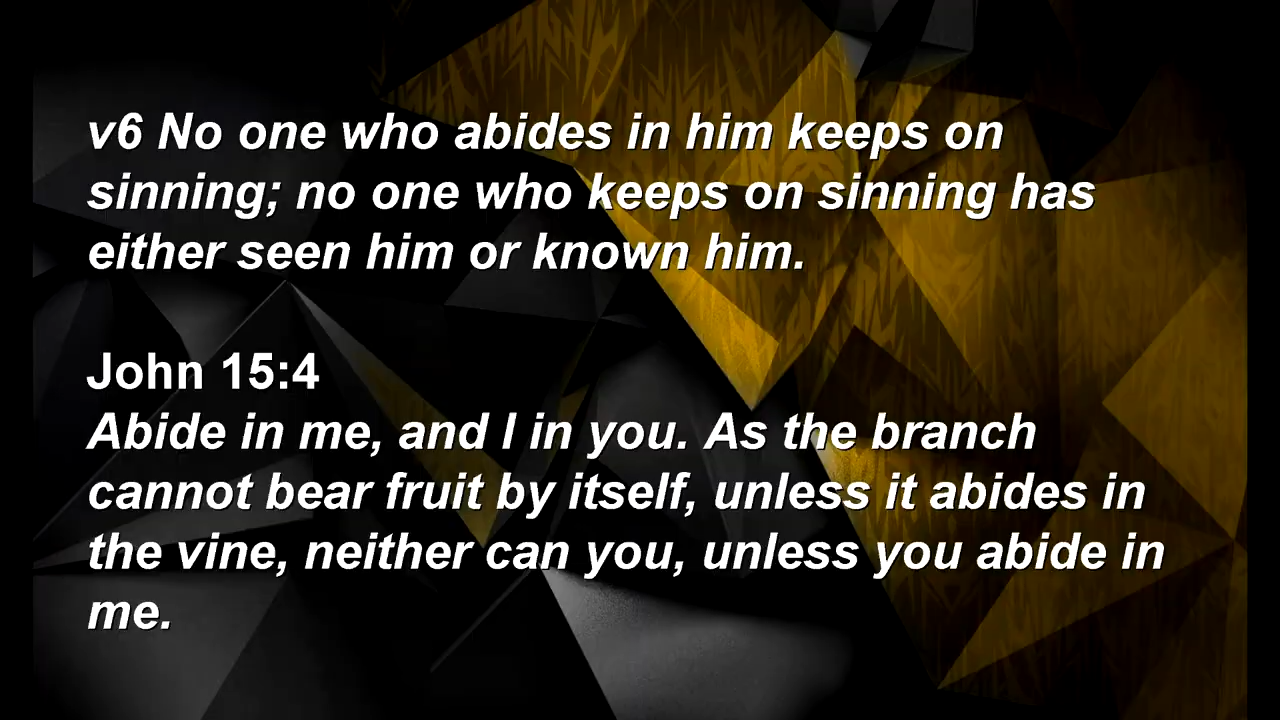 v6 No one who abides in him keeps on
sinning; no one who keeps on sinning has
either seen him or known him.
John 15:4
Abide in me, and I in you. As the branch
cannot bear fruit by itself, unless it abides in
the vine, neither can you, unless you abide in
me.